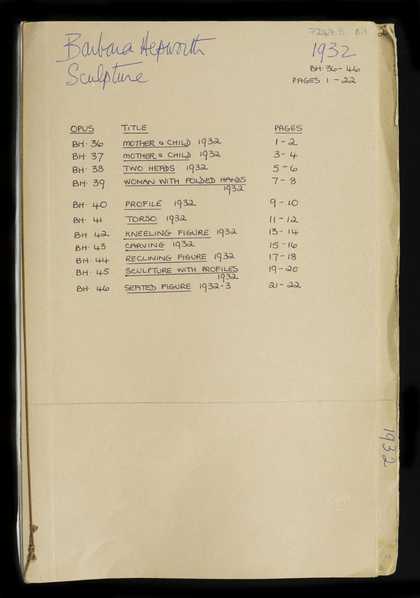 Barbara Hepworth
Sculpture
1932
BH·36-46
PAGES 1-22
OPUS TITLE PAGES
BH·36 MOTHER & CHILD 1932 1-2
BH·37 MOTHER & CHILD 1932 3-4
BH·38 TWO HEADS 1932 5-6
BH·39 WOMAN WITH FOLDED HANDS 7-8
1932
BH·40 PROFILE 1932 9-10
BH·41 TORSO 1932 11-12
BH·42 KNEELING FIGURE 1932 13-14
BH·43 CARVING 1932 15-16
BH·44 RECLINING FIGURE 1932 17-18
BH·45 SCULPTURE WITH PROFILES 19-20
1932
BH·46 SEATED FIGURE 1932-3 21-22
1932